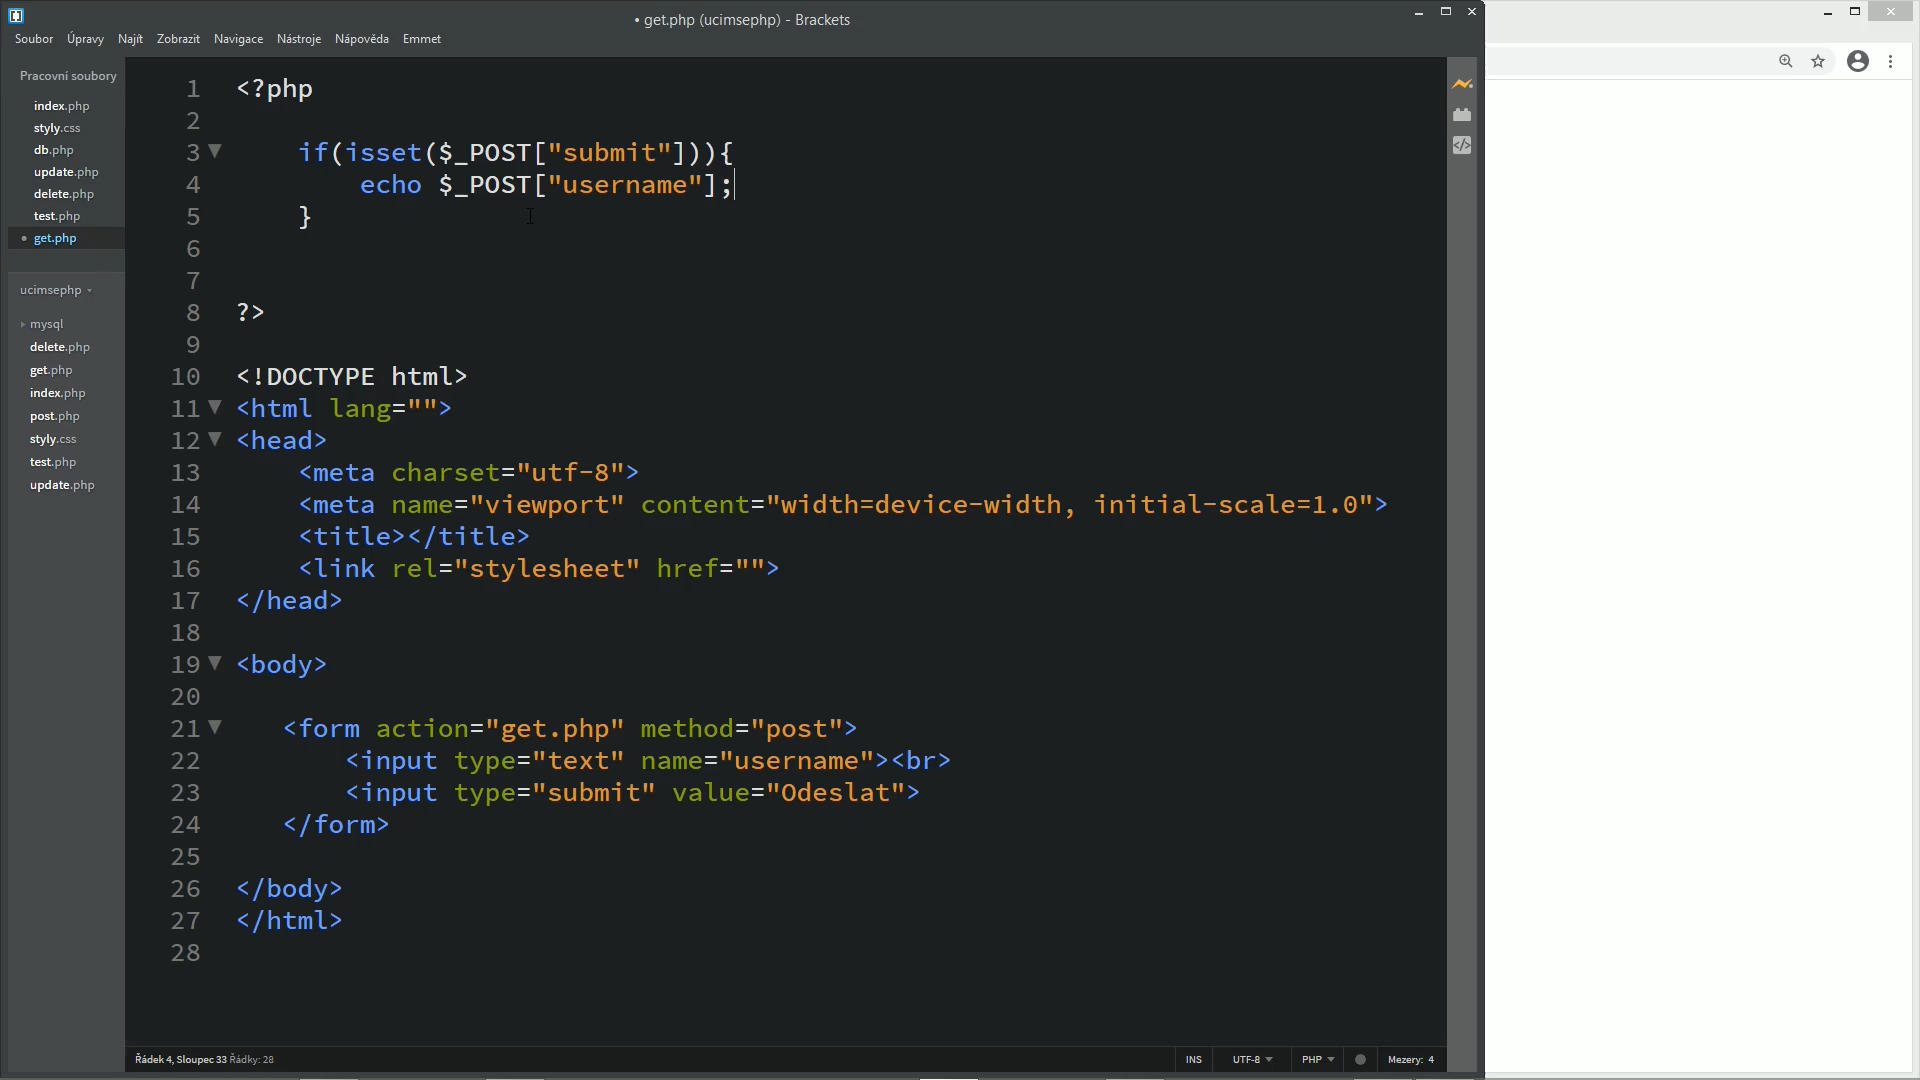 • get.php (ucimsephp) - Brackets
Soubor Úpravy Najít Zobrazit Navigace Nástroje Nápověda Emmet
Pracovní soubory
index.php
styly.css
db.php
update.php
delete.php
test.php
• get.php
ucimsephp
mysql
delete.php
get.php
index.php
post.php
styly.css
test.php
update.php
1 <?php
2
3 if(isset($_POST["submit"])){
4 echo $_POST["username"];
5 }
6
7
8 ?>
9
10 <!DOCTYPE html>
11 <html lang="">
12 <head>
13 <meta charset="utf-8">
14 <meta name="viewport" content="width=device-width, initial-scale=1.0">
15 <title></title>
16 <link rel="stylesheet" href="">
17 </head>
18
19 <body>
20
21 <form action="get.php" method="post">
22 <input type="text" name="username"><br>
23 <input type="submit" value="Odeslat">
24 </form>
25
26 </body>
27 </html>
28
Řádek 4, Sloupec 33 Řádky: 28
INS UTF-8 PHP Mezery: 4